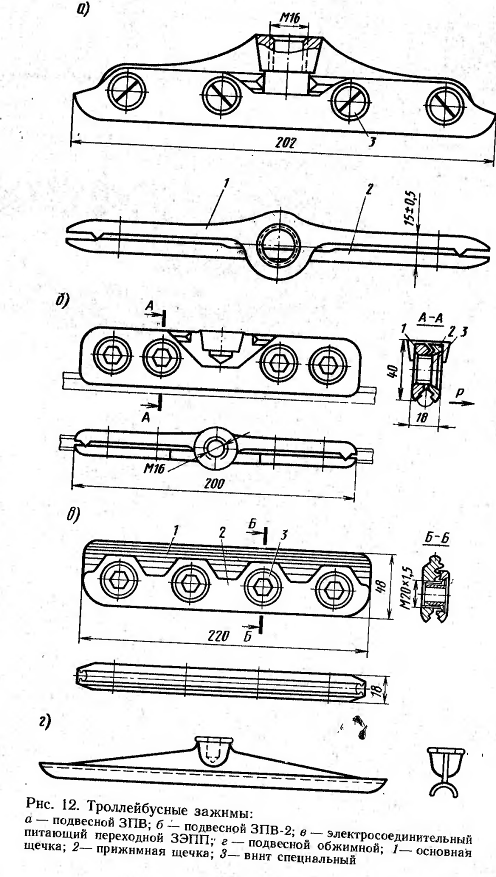 а)
М16
202
3
1
2
15±0,5
б)
А
А-А
1
2
3
40
А
18
Р
М16
200
в)
Б
Б-Б
1
2
3
48
М20×1,5
220
Б
18
г)
Рис. 12. Троллейбусные зажимы:
а — подвесной ЗПВ; б — подвесной ЗПВ-2; в — электросоединительный
питающий переходной ЗЭПП; г — подвесной обжимной; 1— основная
щечка; 2— прижимная щечка; 3— винт специальный